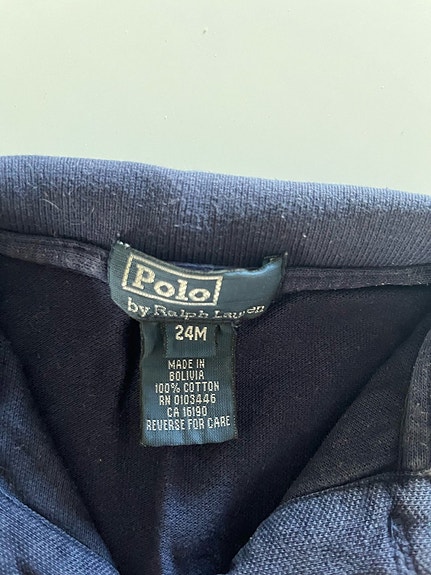 Polo
by Ralph Lauren
24M
MADE IN
BOLIVIA
100% COTTON
RN 0103446
CA 16190
REVERSE FOR CARE